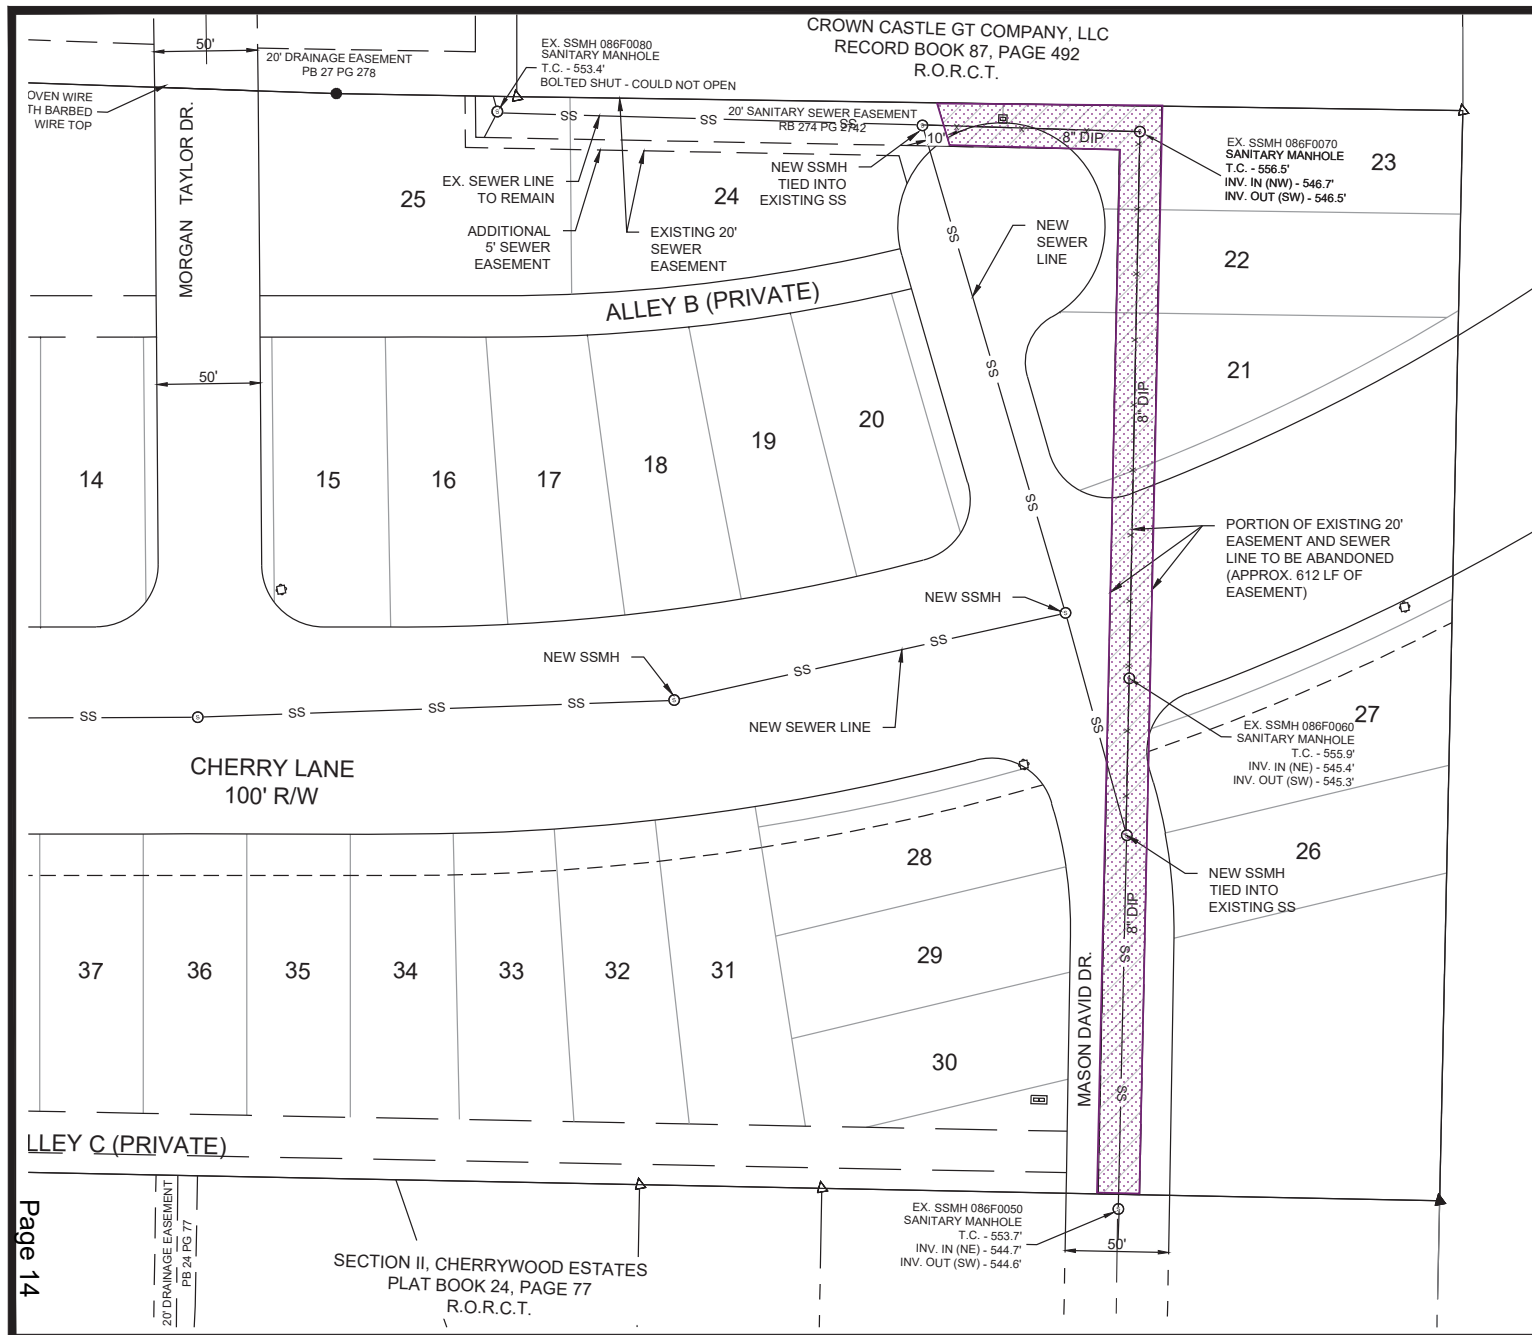 CROWN CASTLE GT COMPANY, LLC
RECORD BOOK 87, PAGE 492
R.O.R.C.T.
50'
20' DRAINAGE EASEMENT
PB 27 PG 278
EX. SSMH 086F0080
SANITARY MANHOLE
T.C. - 553.4'
BOLTED SHUT - COULD NOT OPEN
OVEN WIRE
TH BARBED
WIRE TOP
MORGAN TAYLOR DR.
SS
SS
SS
20' SANITARY SEWER EASEMENT
RB 274 PG 2742
10'
8" DIP
EX. SSMH 086F0070
SANITARY MANHOLE
T.C. - 556.5'
INV. IN (NW) - 546.7'
INV. OUT (SW) - 546.5'
23
NEW SSMH
TIED INTO
EXISTING SS
EX. SEWER LINE
TO REMAIN
25
24
ADDITIONAL
5' SEWER
EASEMENT
EXISTING 20'
SEWER
EASEMENT
SS
NEW
SEWER
LINE
22
ALLEY B (PRIVATE)
50'
SS
21
8" DIP
14
15
16
17
18
19
20
SS
PORTION OF EXISTING 20'
EASEMENT AND SEWER
LINE TO BE ABANDONED
(APPROX. 612 LF OF
EASEMENT)
NEW SSMH
NEW SSMH
SS
SS
SS
SS
SS
SS
NEW SEWER LINE
SS
27
EX. SSMH 086F0060
SANITARY MANHOLE
T.C. - 555.9'
INV. IN (NE) - 545.4'
INV. OUT (SW) - 545.3'
CHERRY LANE
100' R/W
28
26
NEW SSMH
TIED INTO
EXISTING SS
8" DIP
SS
37
36
35
34
33
32
31
29
30
MASON DAVID DR.
SS
LLEY C (PRIVATE)
20' DRAINAGE EASEMENT
PB 24 PG 77
SECTION II, CHERRYWOOD ESTATES
PLAT BOOK 24, PAGE 77
R.O.R.C.T.
EX. SSMH 086F0050
SANITARY MANHOLE
T.C. - 553.7'
INV. IN (NE) - 544.7'
INV. OUT (SW) - 544.6'
50'
Page 14